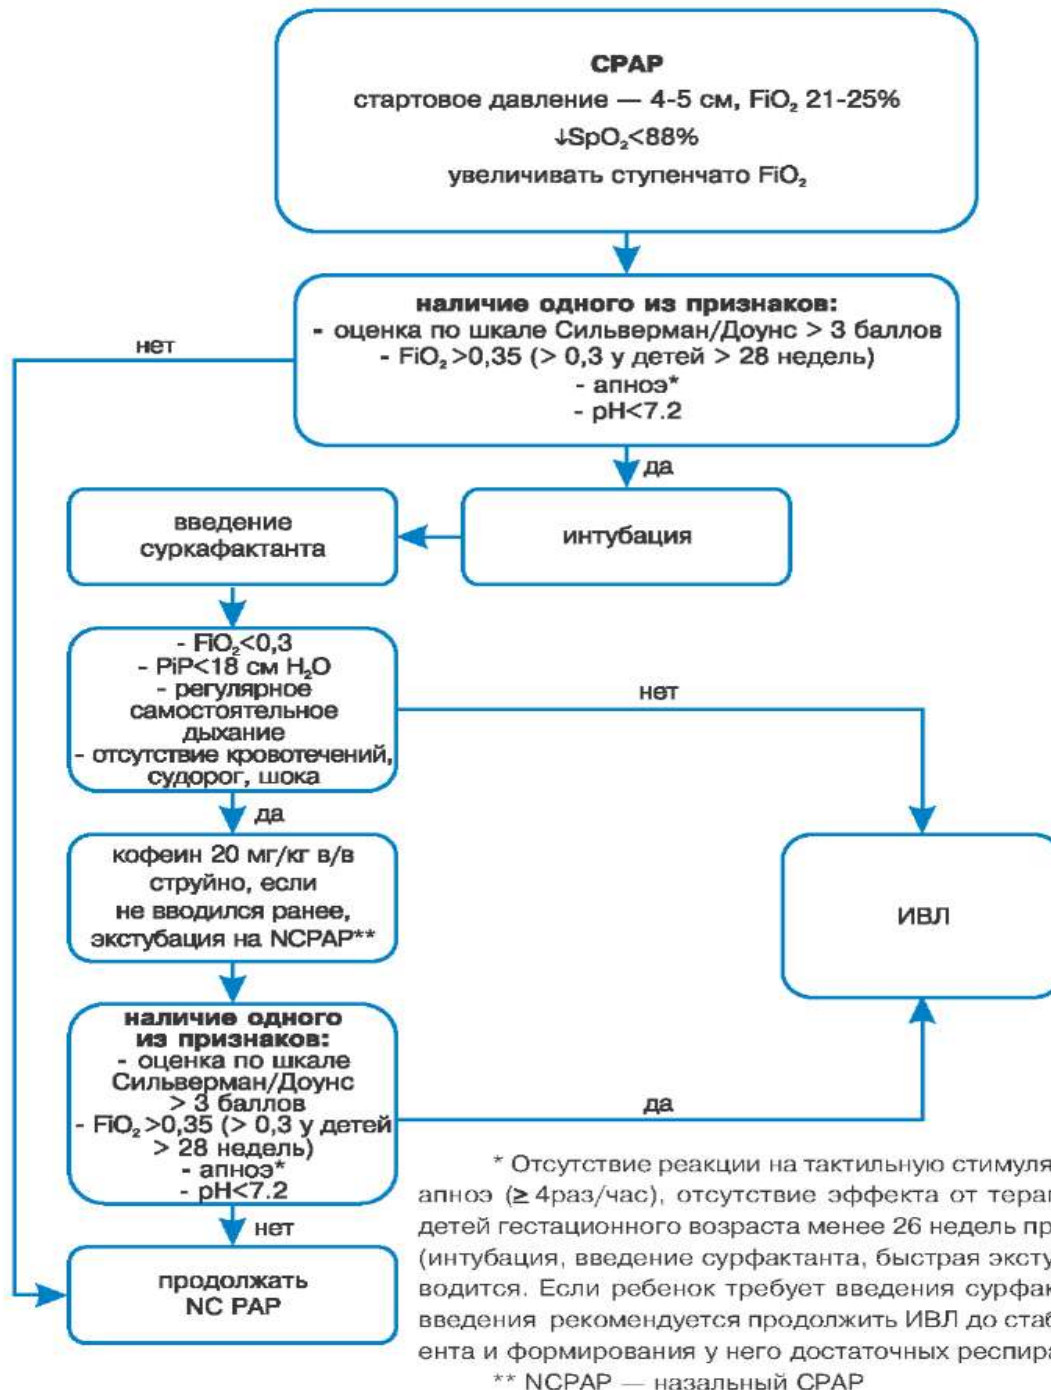 CPAP
стартовое давление — 4-5 см, FiO₂ 21-25%
↓SpO₂<88%
увеличивать ступенчато FiO₂
наличие одного из признаков:
- оценка по шкале Сильверман/Доунс > 3 баллов
- FiO₂>0,35 (> 0,3 у детей > 28 недель)
- апноэ*
- pH<7.2
нет
да
интубация
введение
суркафактанта
- FiO₂<0,3
- PiP<18 см H₂O
- регулярное
самостоятельное
дыхание
- отсутствие кровотечений,
судорог, шока
нет
да
кофеин 20 мг/кг в/в
струйно, если
не вводился ранее,
экстубация на NCPAP**
ИВЛ
наличие одного
из признаков:
- оценка по шкале
Сильверман/Доунс
> 3 баллов
- FiO₂>0,35 (> 0,3 у детей
> 28 недель)
- апноэ*
- pH<7.2
да
нет
продолжать
NC PAP
* Отсутствие реакции на тактильную стимуля
апноэ (≥ 4раз/час), отсутствие эффекта от терап
детей гестационного возраста менее 26 недель пр
(интубация, введение сурфактанта, быстрая эксту
водится. Если ребенок требует введения сурфак
введения рекомендуется продолжить ИВЛ до стаб
ента и формирования у него достаточных респира
** NCPAP — назальный CPAP